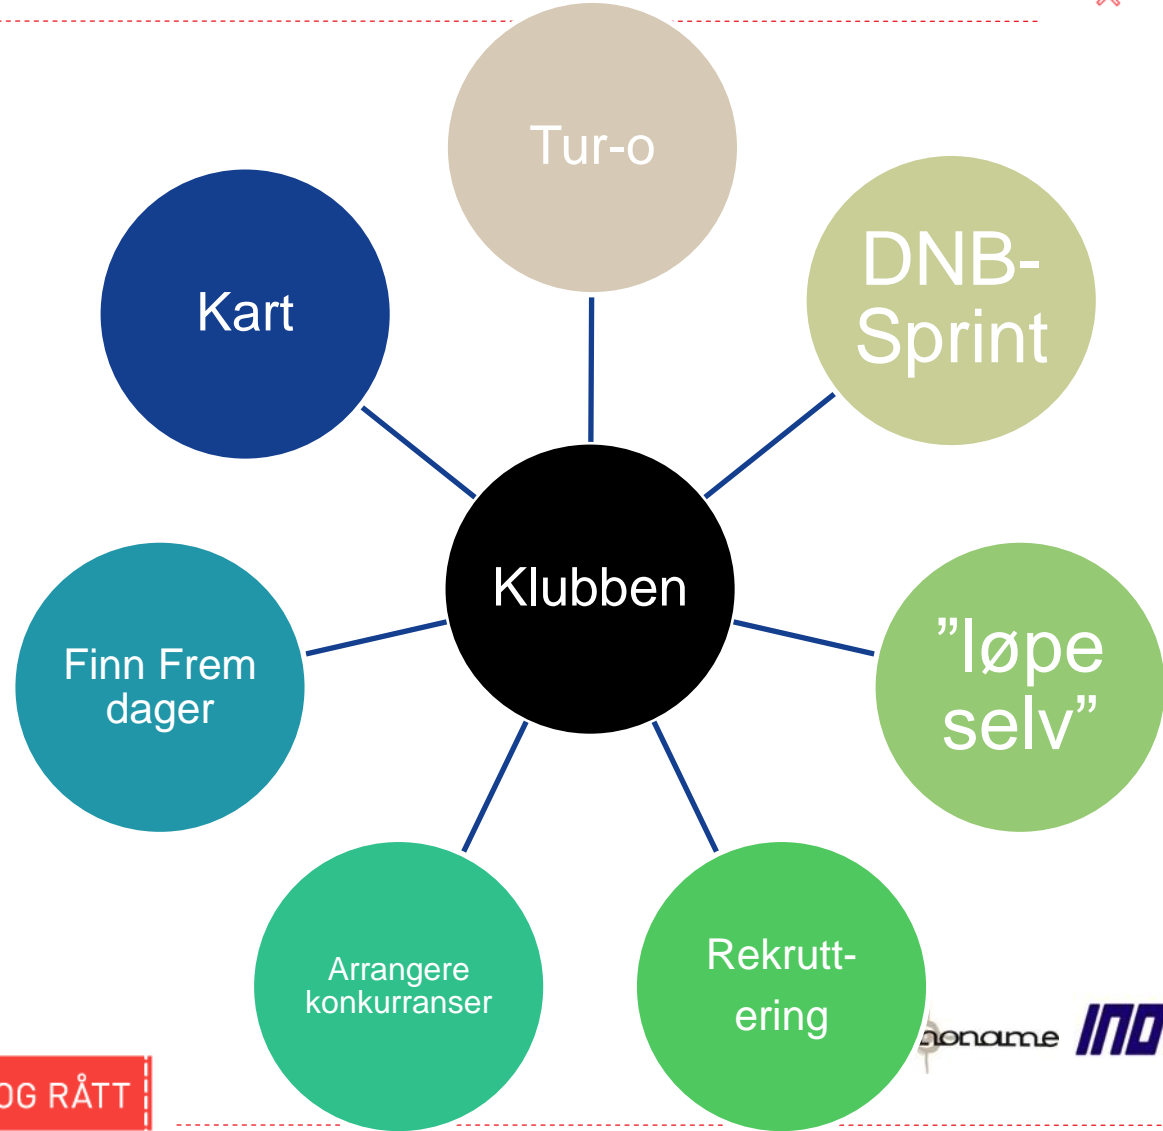 Tur-o
DNB-
Sprint
Kart
Klubben
”løpe
selv”
Finn Frem
dager
Rekrutt-
ering
Arrangere
konkurranser
noname
OG RÅTT